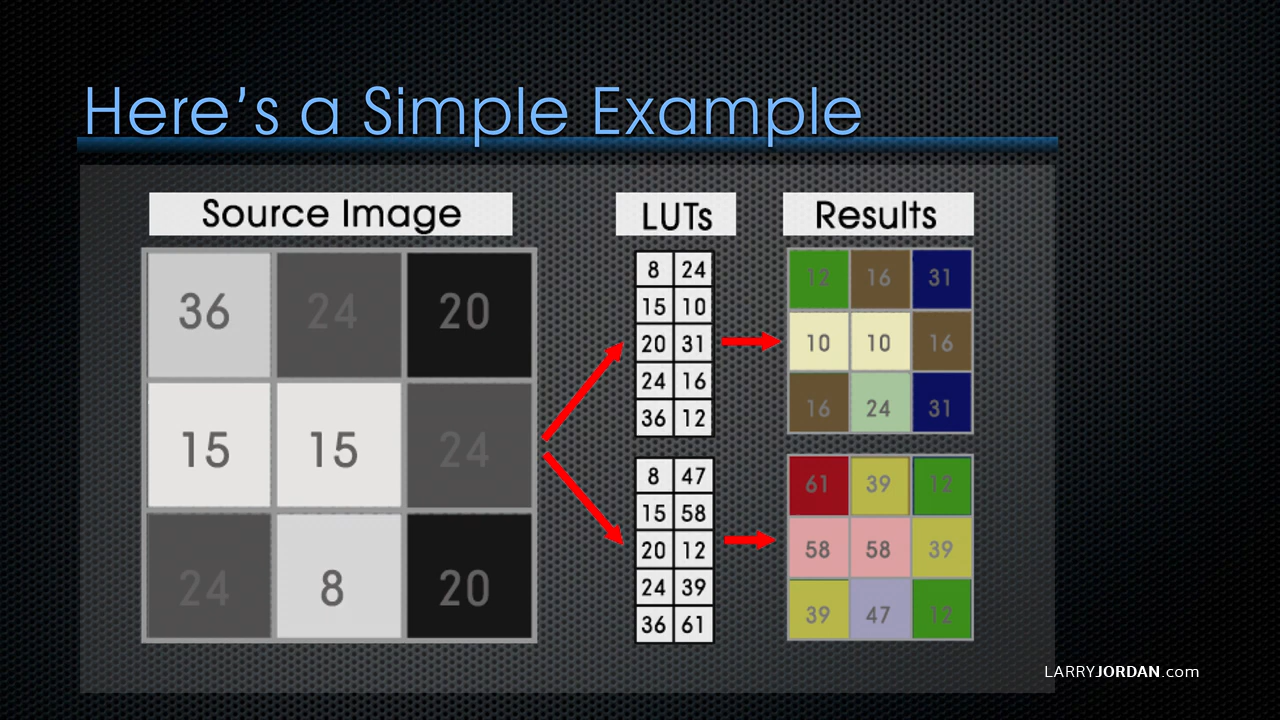 Here's a Simple Example
Source Image
LUTs
Results
36 24 20
15 15 24
24 8 20
8 24
15 10
20 31
24 16
36 12
8 47
15 58
20 12
24 39
36 61
12 16 31
10 10 16
16 24 31
61 39 12
58 58 39
39 47 12
LARRYJORDAN.com